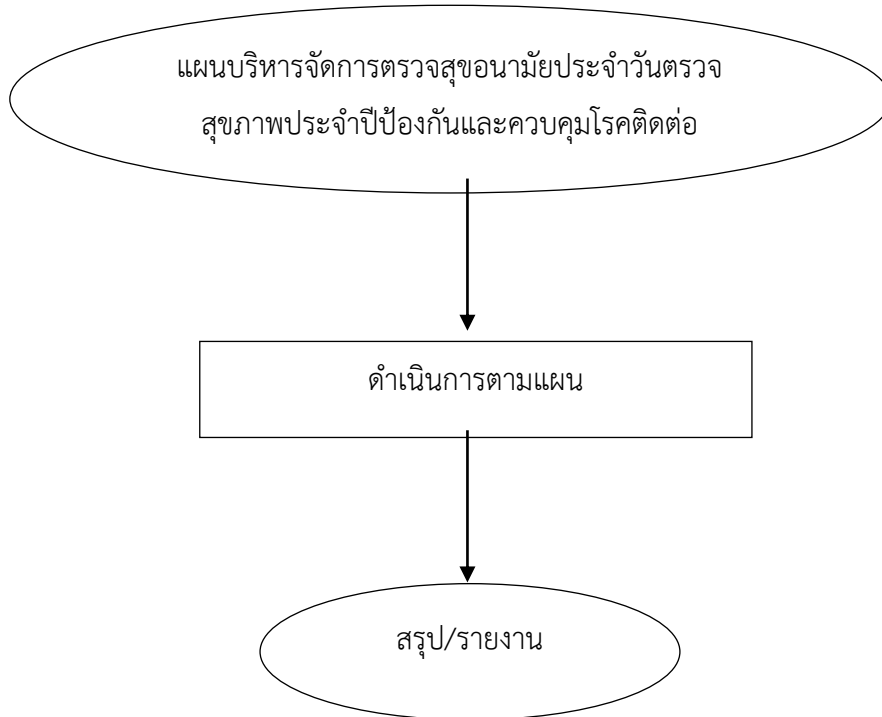 แผนบริหารจัดการตรวจสุขอนามัยประจำวันตรวจ
สุขภาพประจำปีป้องกันและควบคุมโรคติดต่อ
ดำเนินการตามแผน
สรุป/รายงาน